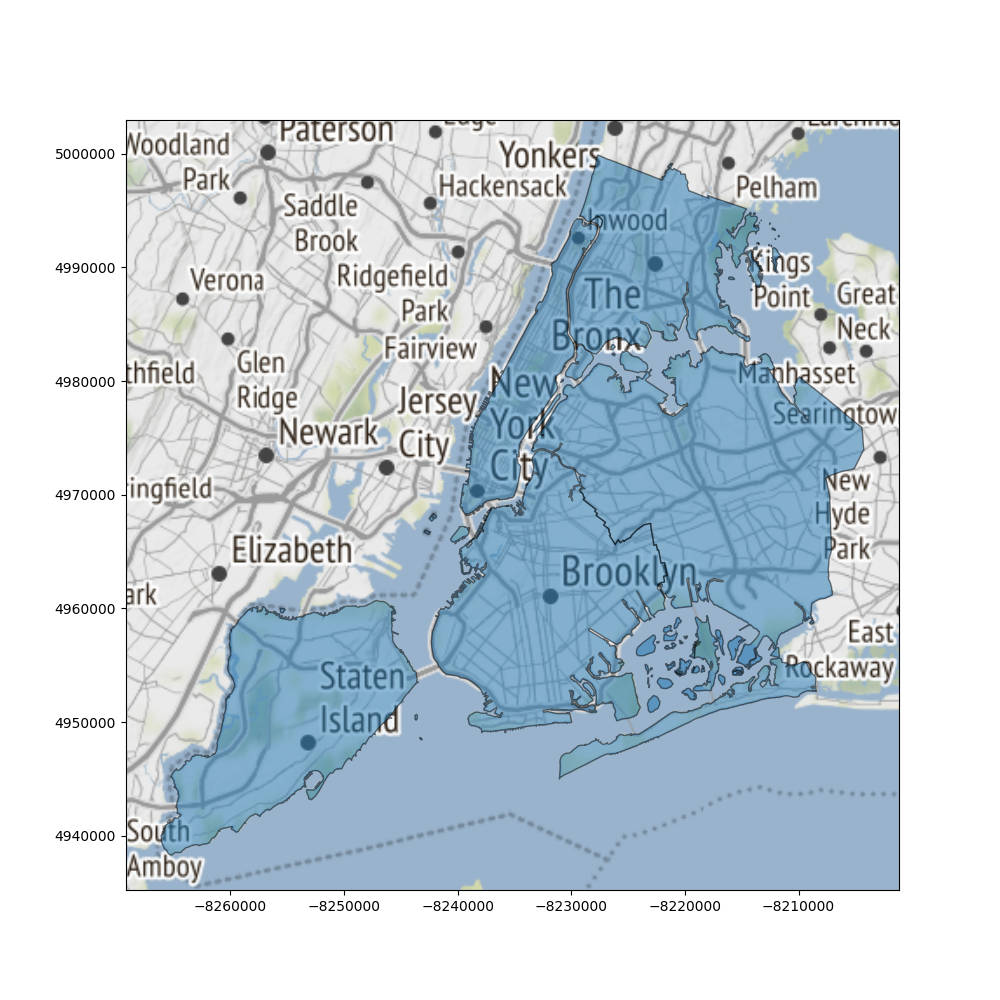 Paterson
Woodland
Park
Yonkers
Hackensack
Pelham
Saddle
Brook
Inwood
Verona
Ridgefield
Park
Kings
Point
Great
Neck
The
Bronx
Fairview
Glen
Ridge
thfield
New
York
City
Manhasset
Jersey
City
Searingtow
Newark
ingfield
New
Hyde
Park
Elizabeth
Brooklyn
ark
East
Rockaway
Staten
Island
South
Amboy
5000000
4990000
4980000
4970000
4960000
4950000
4940000
−8260000
−8250000
−8240000
−8230000
−8220000
−8210000